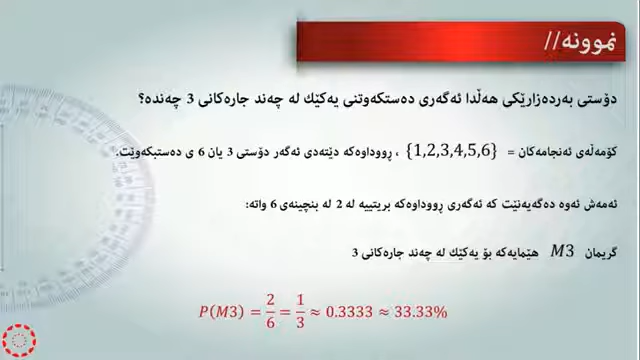 نموونە//
دۆستی بەردەزارێکی هەڵدا ئەگەری دەستکەوتنی یەکێك لە چەند جارەکانی 3 چەندە؟
کۆمەڵەی ئەنجامەکان = {1,2,3,4,5,6} ، ڕووداوەکە دێتەدی ئەگەر دۆستی 3 یان 6 ی دەستبکەوێت.
ئەمەش ئەوە دەگەیەنێت کە ئەگەری ڕووداوەکە بریتییە لە 2 لە بنچینەی 6 واتە:
گریمان M3 هێمایەکە بۆ یەکێك لە چەند جارەکانی 3
P(M3) = 2/6 = 1/3 ≈ 0.3333 ≈ 33.33%